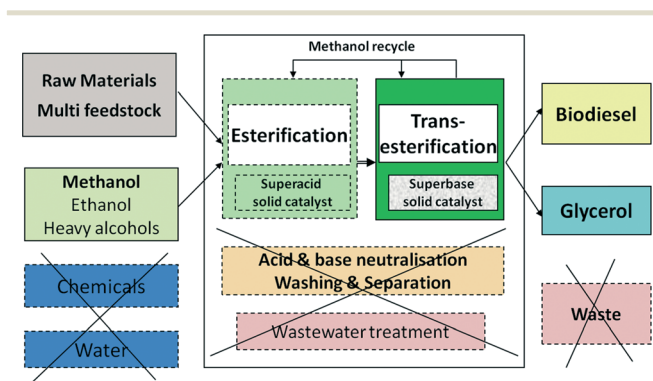 Methanol recycle
Raw Materials
Multi feedstock
Esterification
Trans-
esterification
Superacid
solid catalyst
Superbase
solid catalyst
Biodiesel
Methanol
Ethanol
Heavy alcohols
Glycerol
Chemicals
Water
Acid & base neutralisation
Washing & Separation
Wastewater treatment
Waste